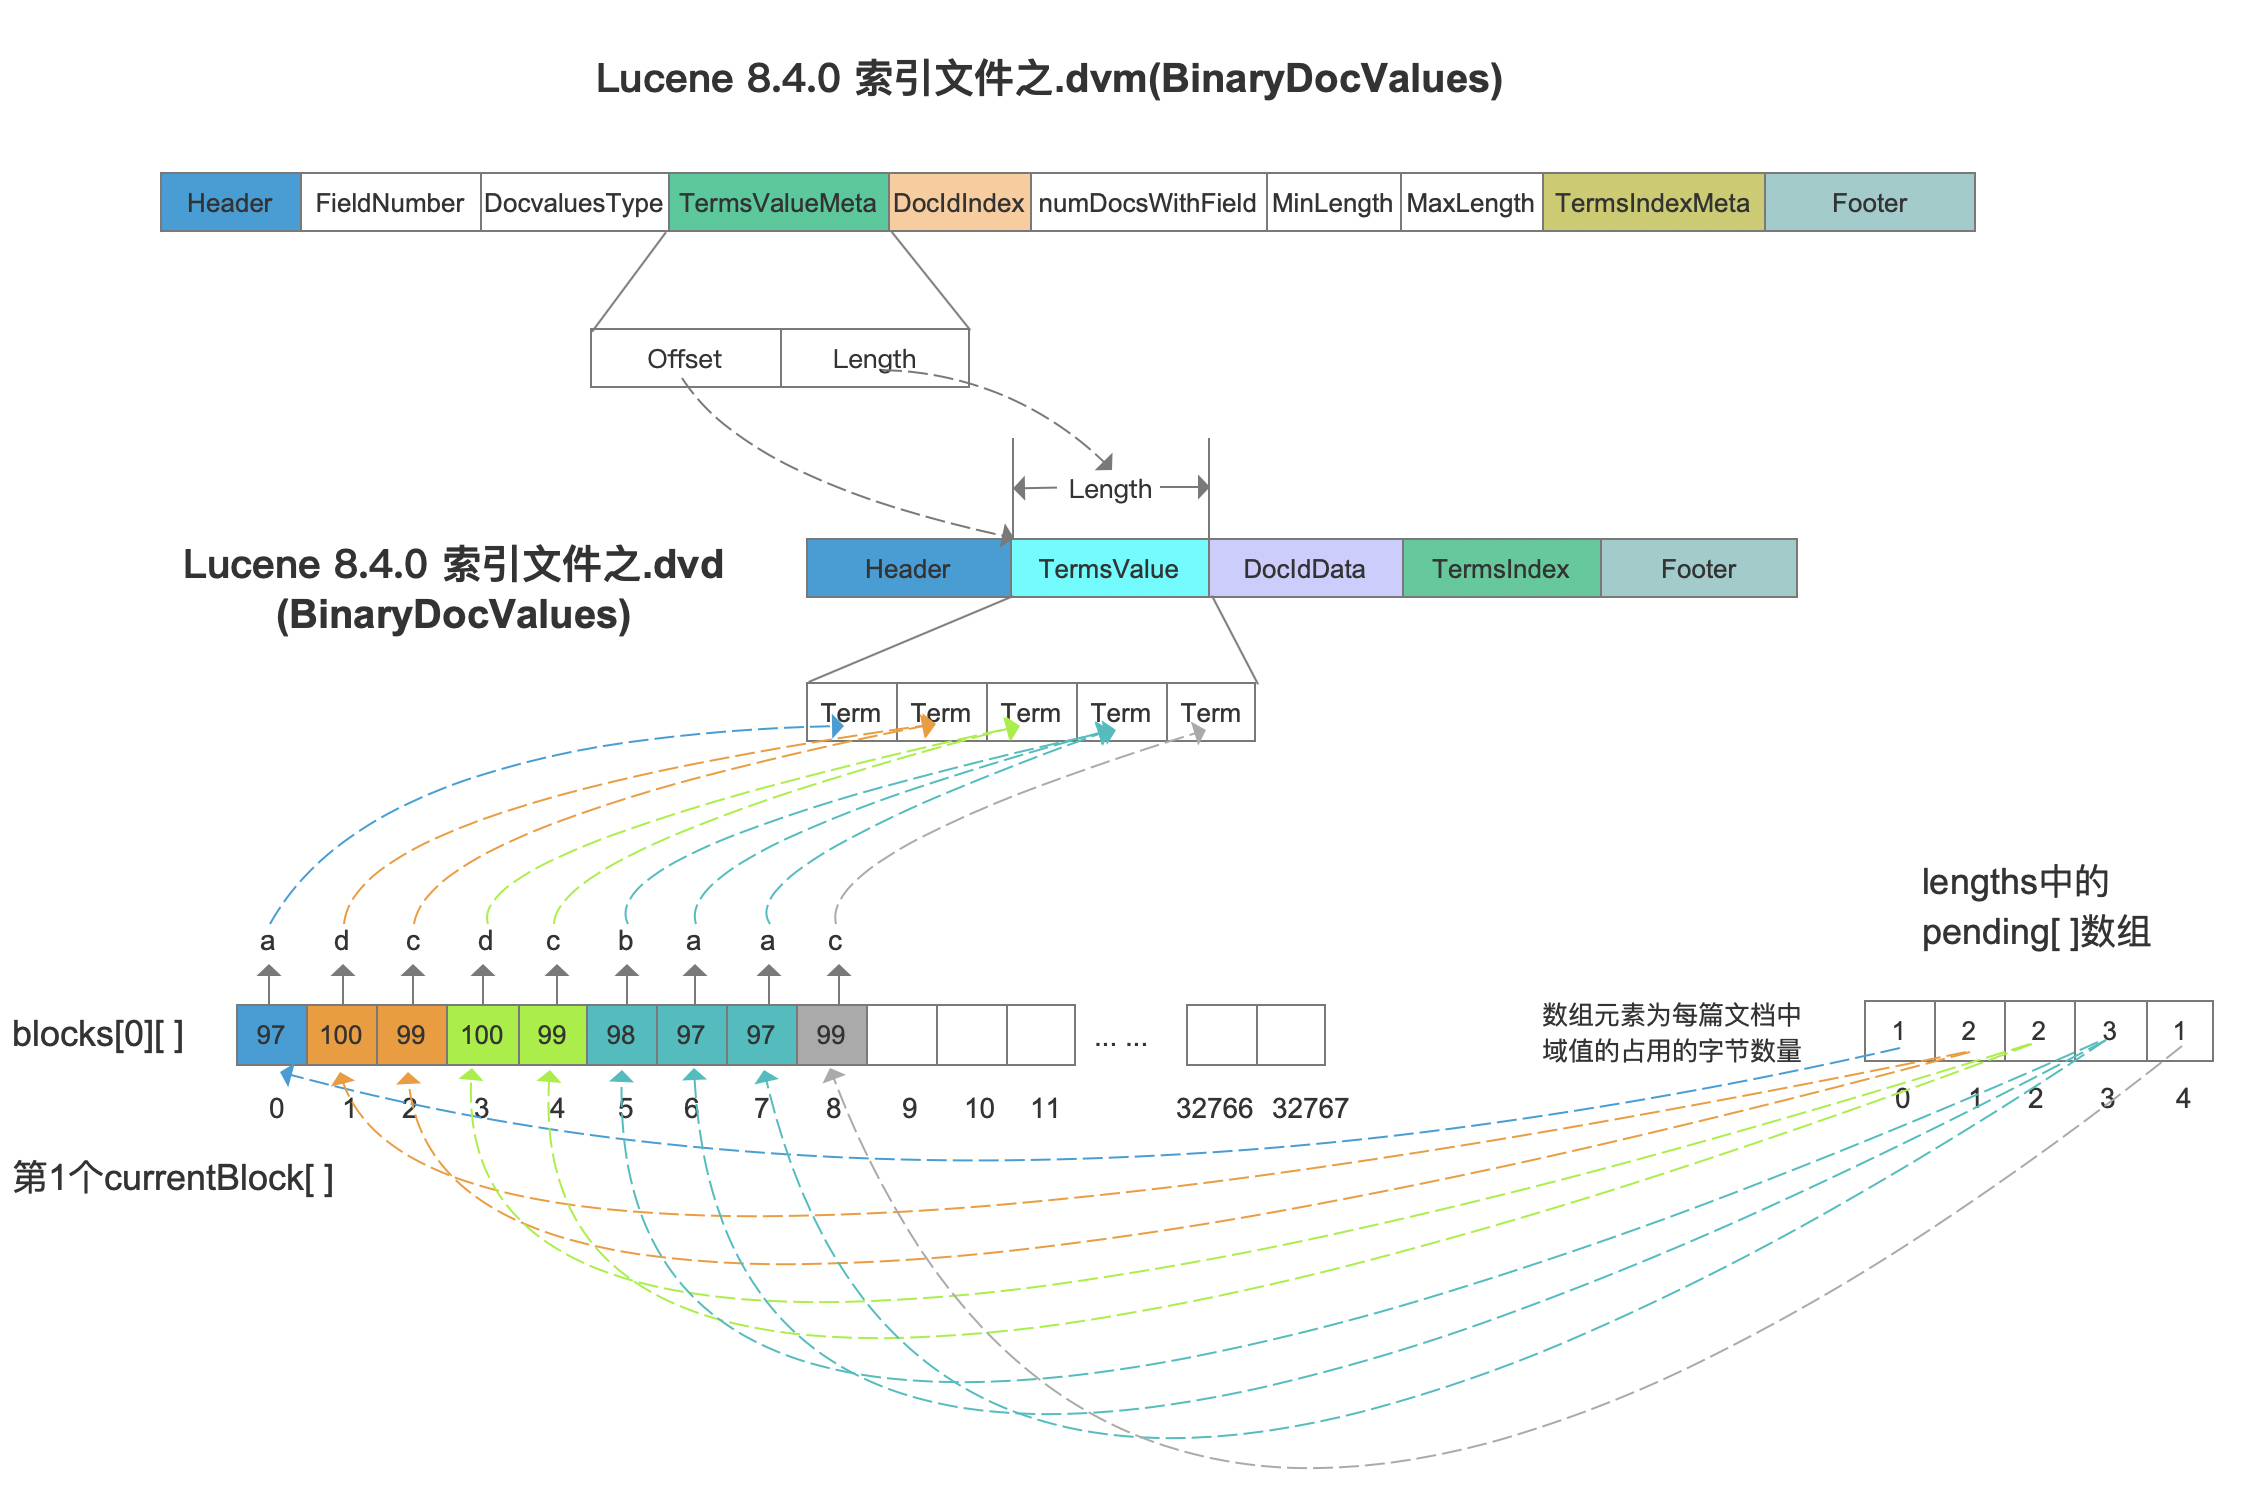 Lucene 8.4.0 索引文件之.dvm(BinaryDocValues)
Header FieldNumber DocvaluesType TermsValueMeta DocIdIndex numDocsWithField MinLength MaxLength TermsIndexMeta Footer
Offset Length
Length
Lucene 8.4.0 索引文件之.dvd
(BinaryDocValues)
Header TermsValue DocIdData TermsIndex Footer
Term Term Term Term Term
lengths中的
pending[ ]数组
a d c d c b a a c
blocks[0][ ] 97 100 99 100 99 98 97 97 99 ... ...
0 1 2 3 4 5 6 7 8 9 10 11 32766 32767
第1个currentBlock[ ]
数组元素为每篇文档中
域值的占用的字节数量
1 2 2 3 1
0 1 2 3 4